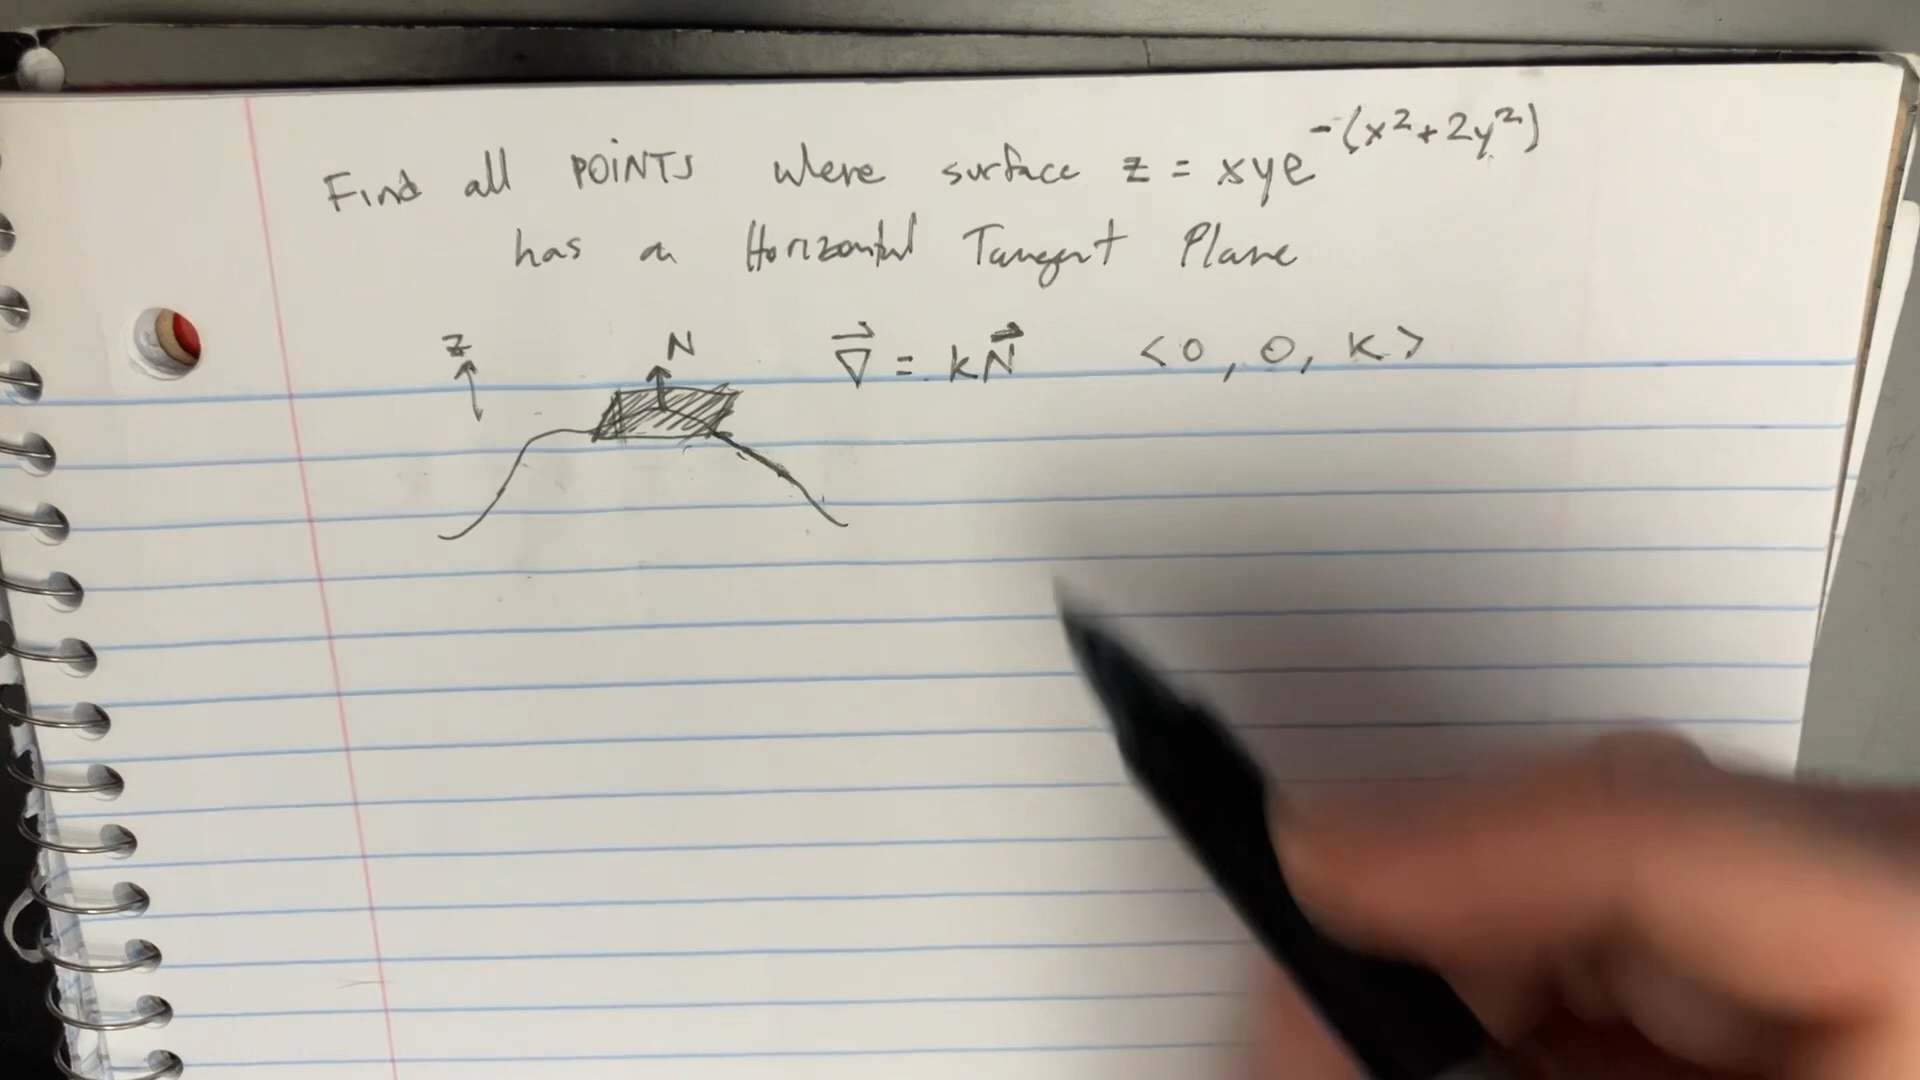 Find all POINTS where surface z = xye^-(x²+2y²)
has a Horizontal Tangent Plane
Z N ∇⃗ = kN⃗ <0, 0, K>